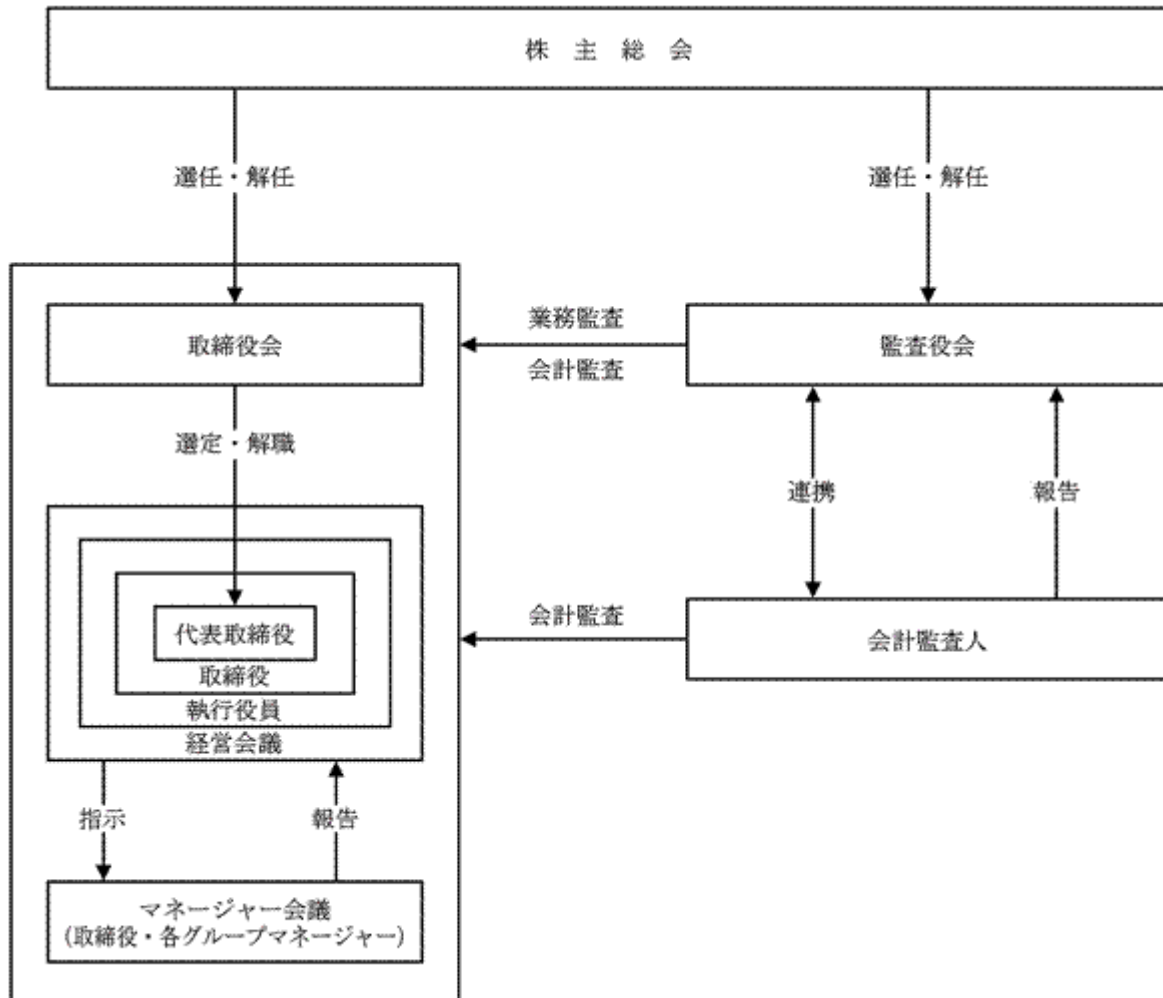 株主総会
選任・解任
選任・解任
取締役会
業務監査
会計監査
監査役会
選定・解職
連携
報告
代表取締役
取締役
執行役員
経営会議
会計監査
会計監査人
指示
報告
マネージャー会議
(取締役・各グループマネージャー)